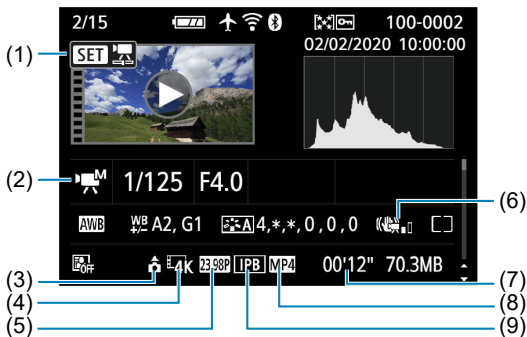 2/15 100-0002
02/02/2020 10:00:00
(1) SET
(2) M 1/125 F4.0
(6)
AWB WB +/- A2, G1 A 4,*,*,0,0,0
OFF 4K 23.98P IPB MP4 00'12" 70.3MB
(3) (7)
(4) (8)
(5) (9)